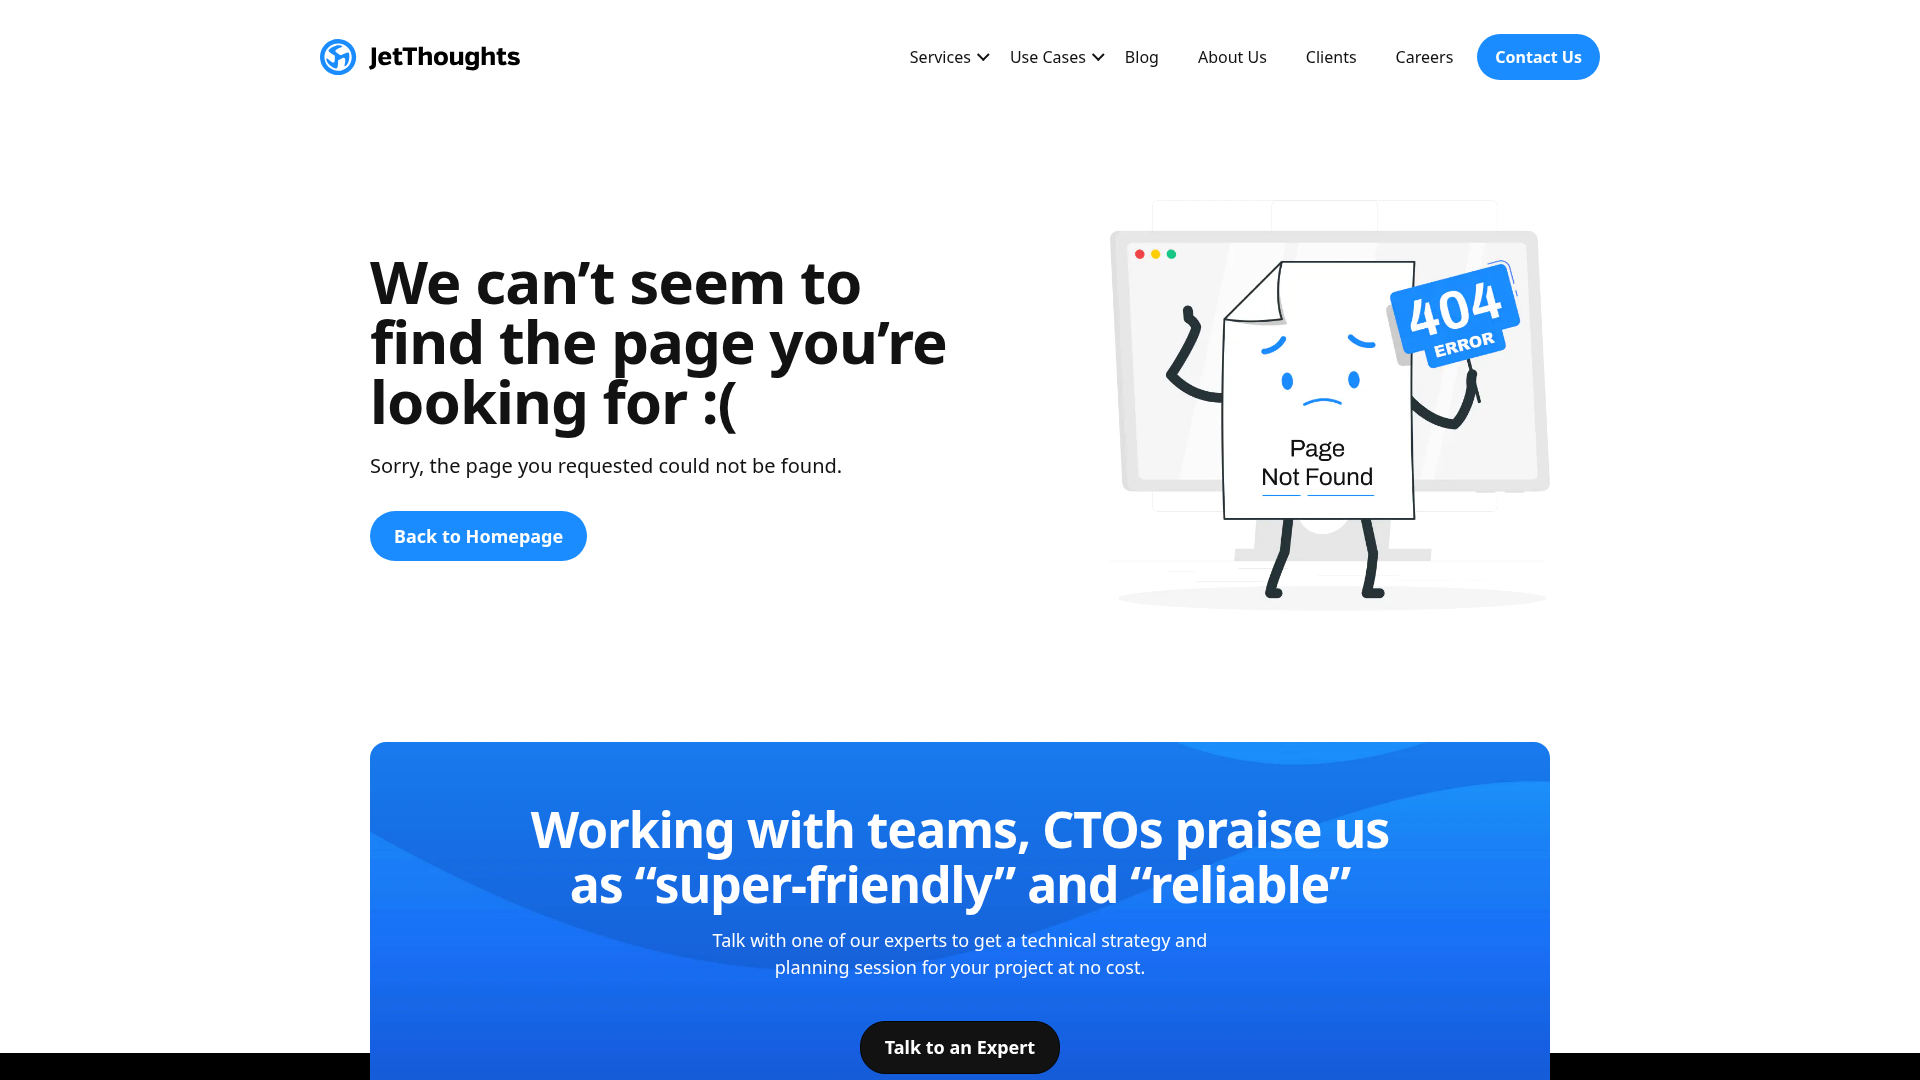 JetThoughts
Services
Use Cases
Blog
About Us
Clients
Careers
Contact Us
We can’t seem to
find the page you’re
looking for :(
Sorry, the page you requested could not be found.
Back to Homepage
404
ERROR
Page
Not Found
Working with teams, CTOs praise us
as “super-friendly” and “reliable”
Talk with one of our experts to get a technical strategy and
planning session for your project at no cost.
Talk to an Expert